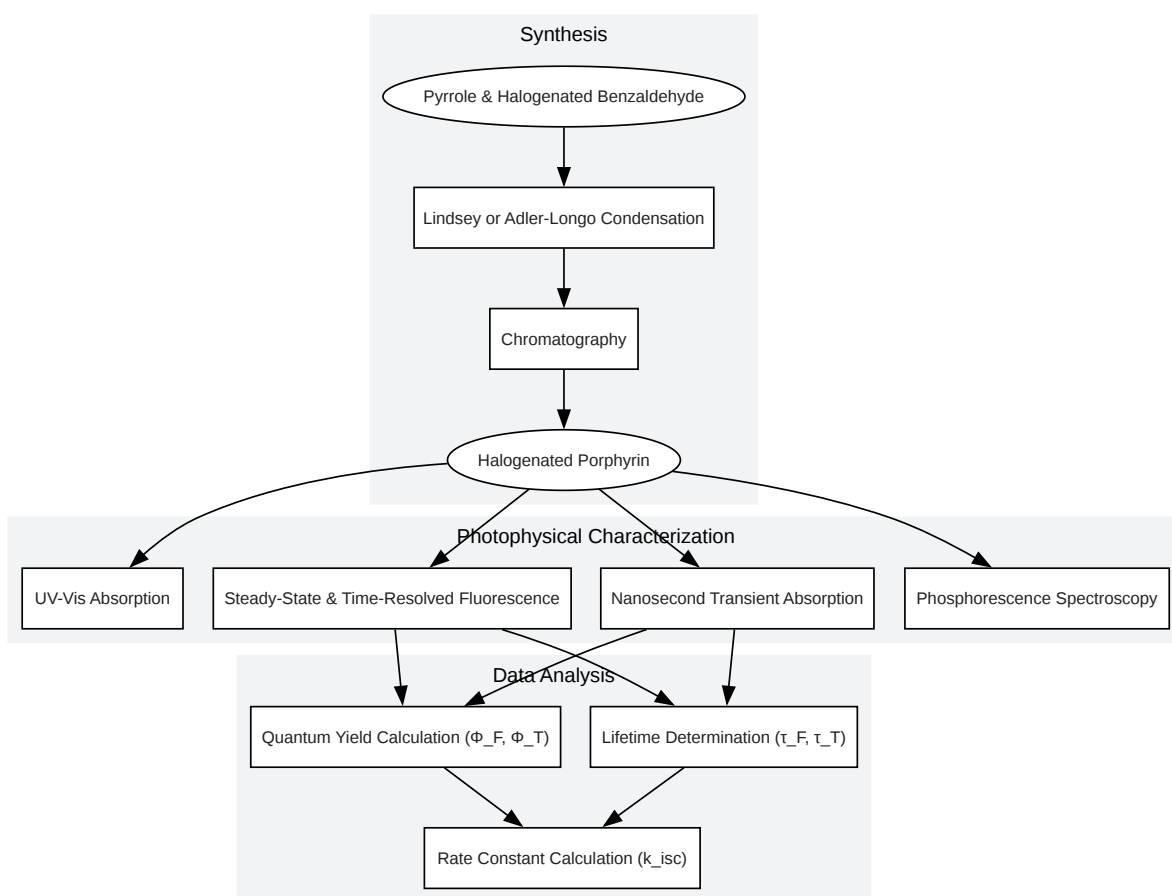 Synthesis
Pyrrole & Halogenated Benzaldehyde
Lindsey or Adler-Longo Condensation
Chromatography
Halogenated Porphyrin
Photophysical Characterization
UV-Vis Absorption
Steady-State & Time-Resolved Fluorescence
Nanosecond Transient Absorption
Phosphorescence Spectroscopy
Data Analysis
Quantum Yield Calculation (Φ_F, Φ_T)
Lifetime Determination (τ_F, τ_T)
Rate Constant Calculation (k_isc)